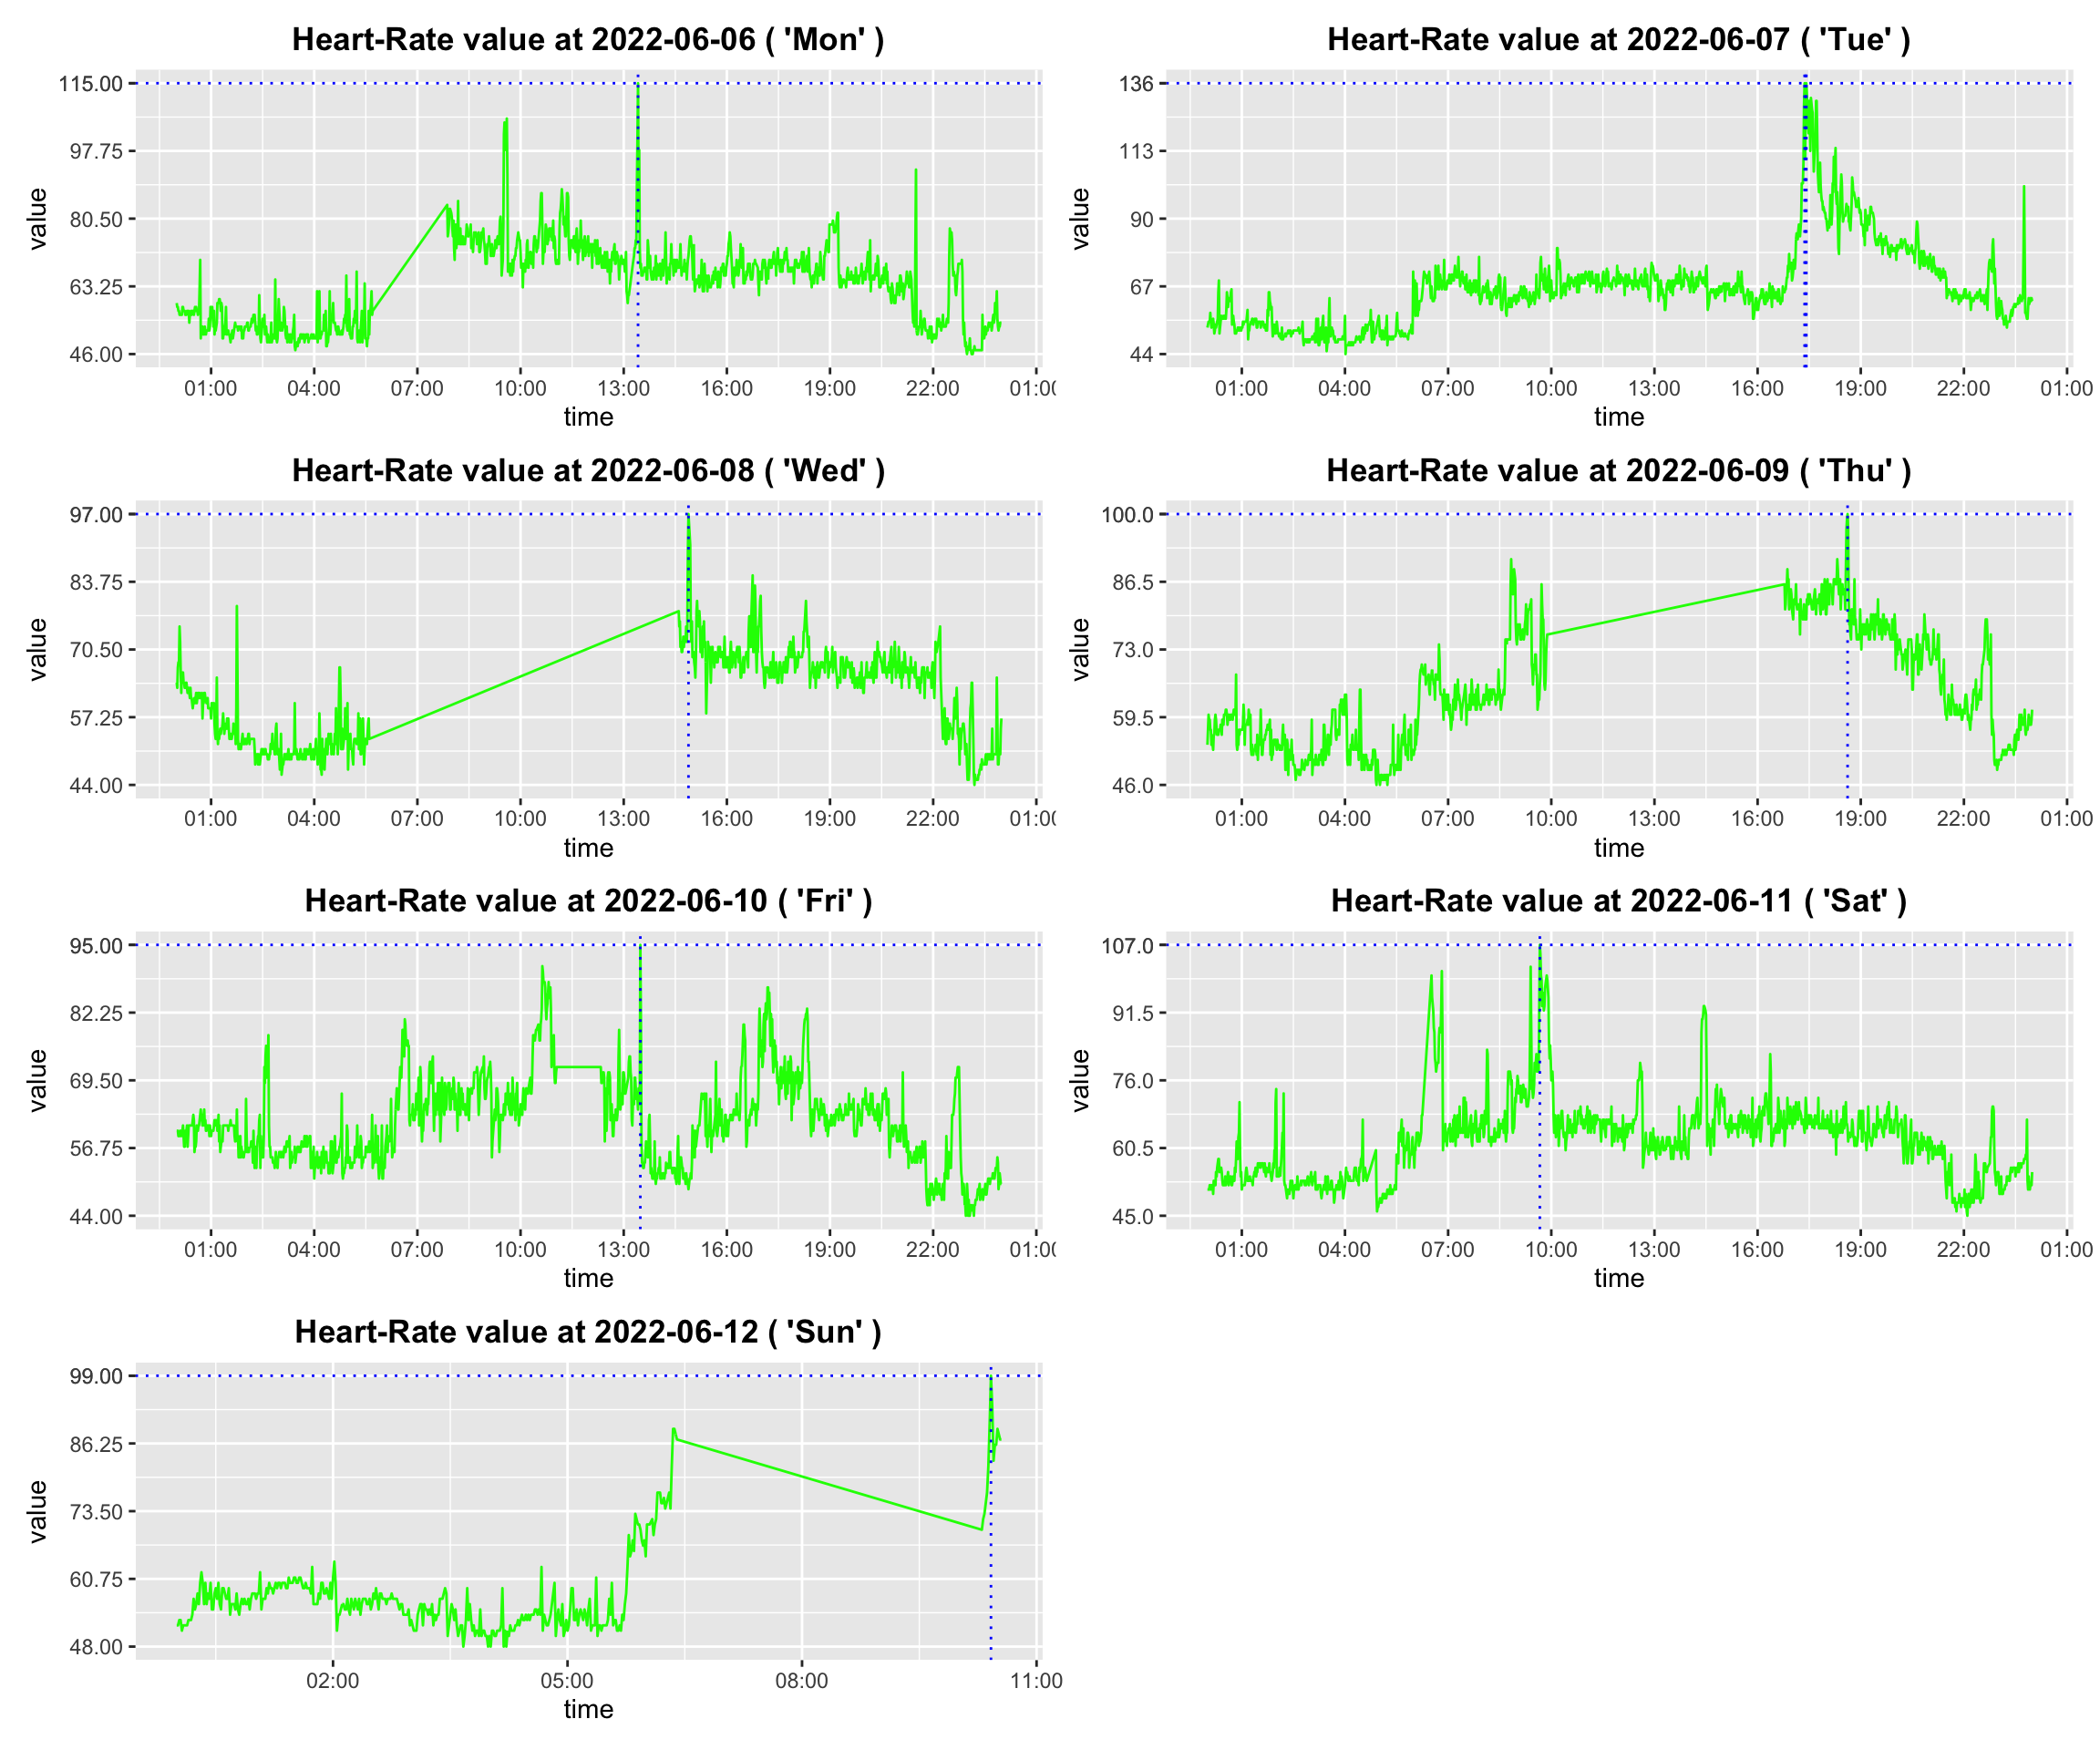 Heart-Rate value at 2022-06-06 ( 'Mon' )
115.00
97.75
80.50
63.25
46.00
value
01:00 04:00 07:00 10:00 13:00 16:00 19:00 22:00 01:00
time
Heart-Rate value at 2022-06-07 ( 'Tue' )
136
113
90
67
44
value
01:00 04:00 07:00 10:00 13:00 16:00 19:00 22:00 01:00
time
Heart-Rate value at 2022-06-08 ( 'Wed' )
97.00
83.75
70.50
57.25
44.00
value
01:00 04:00 07:00 10:00 13:00 16:00 19:00 22:00 01:00
time
Heart-Rate value at 2022-06-09 ( 'Thu' )
100.0
86.5
73.0
59.5
46.0
value
01:00 04:00 07:00 10:00 13:00 16:00 19:00 22:00 01:00
time
Heart-Rate value at 2022-06-10 ( 'Fri' )
95.00
82.25
69.50
56.75
44.00
value
01:00 04:00 07:00 10:00 13:00 16:00 19:00 22:00 01:00
time
Heart-Rate value at 2022-06-11 ( 'Sat' )
107.0
91.5
76.0
60.5
45.0
value
01:00 04:00 07:00 10:00 13:00 16:00 19:00 22:00 01:00
time
Heart-Rate value at 2022-06-12 ( 'Sun' )
99.00
86.25
73.50
60.75
48.00
value
02:00 05:00 08:00 11:00
time